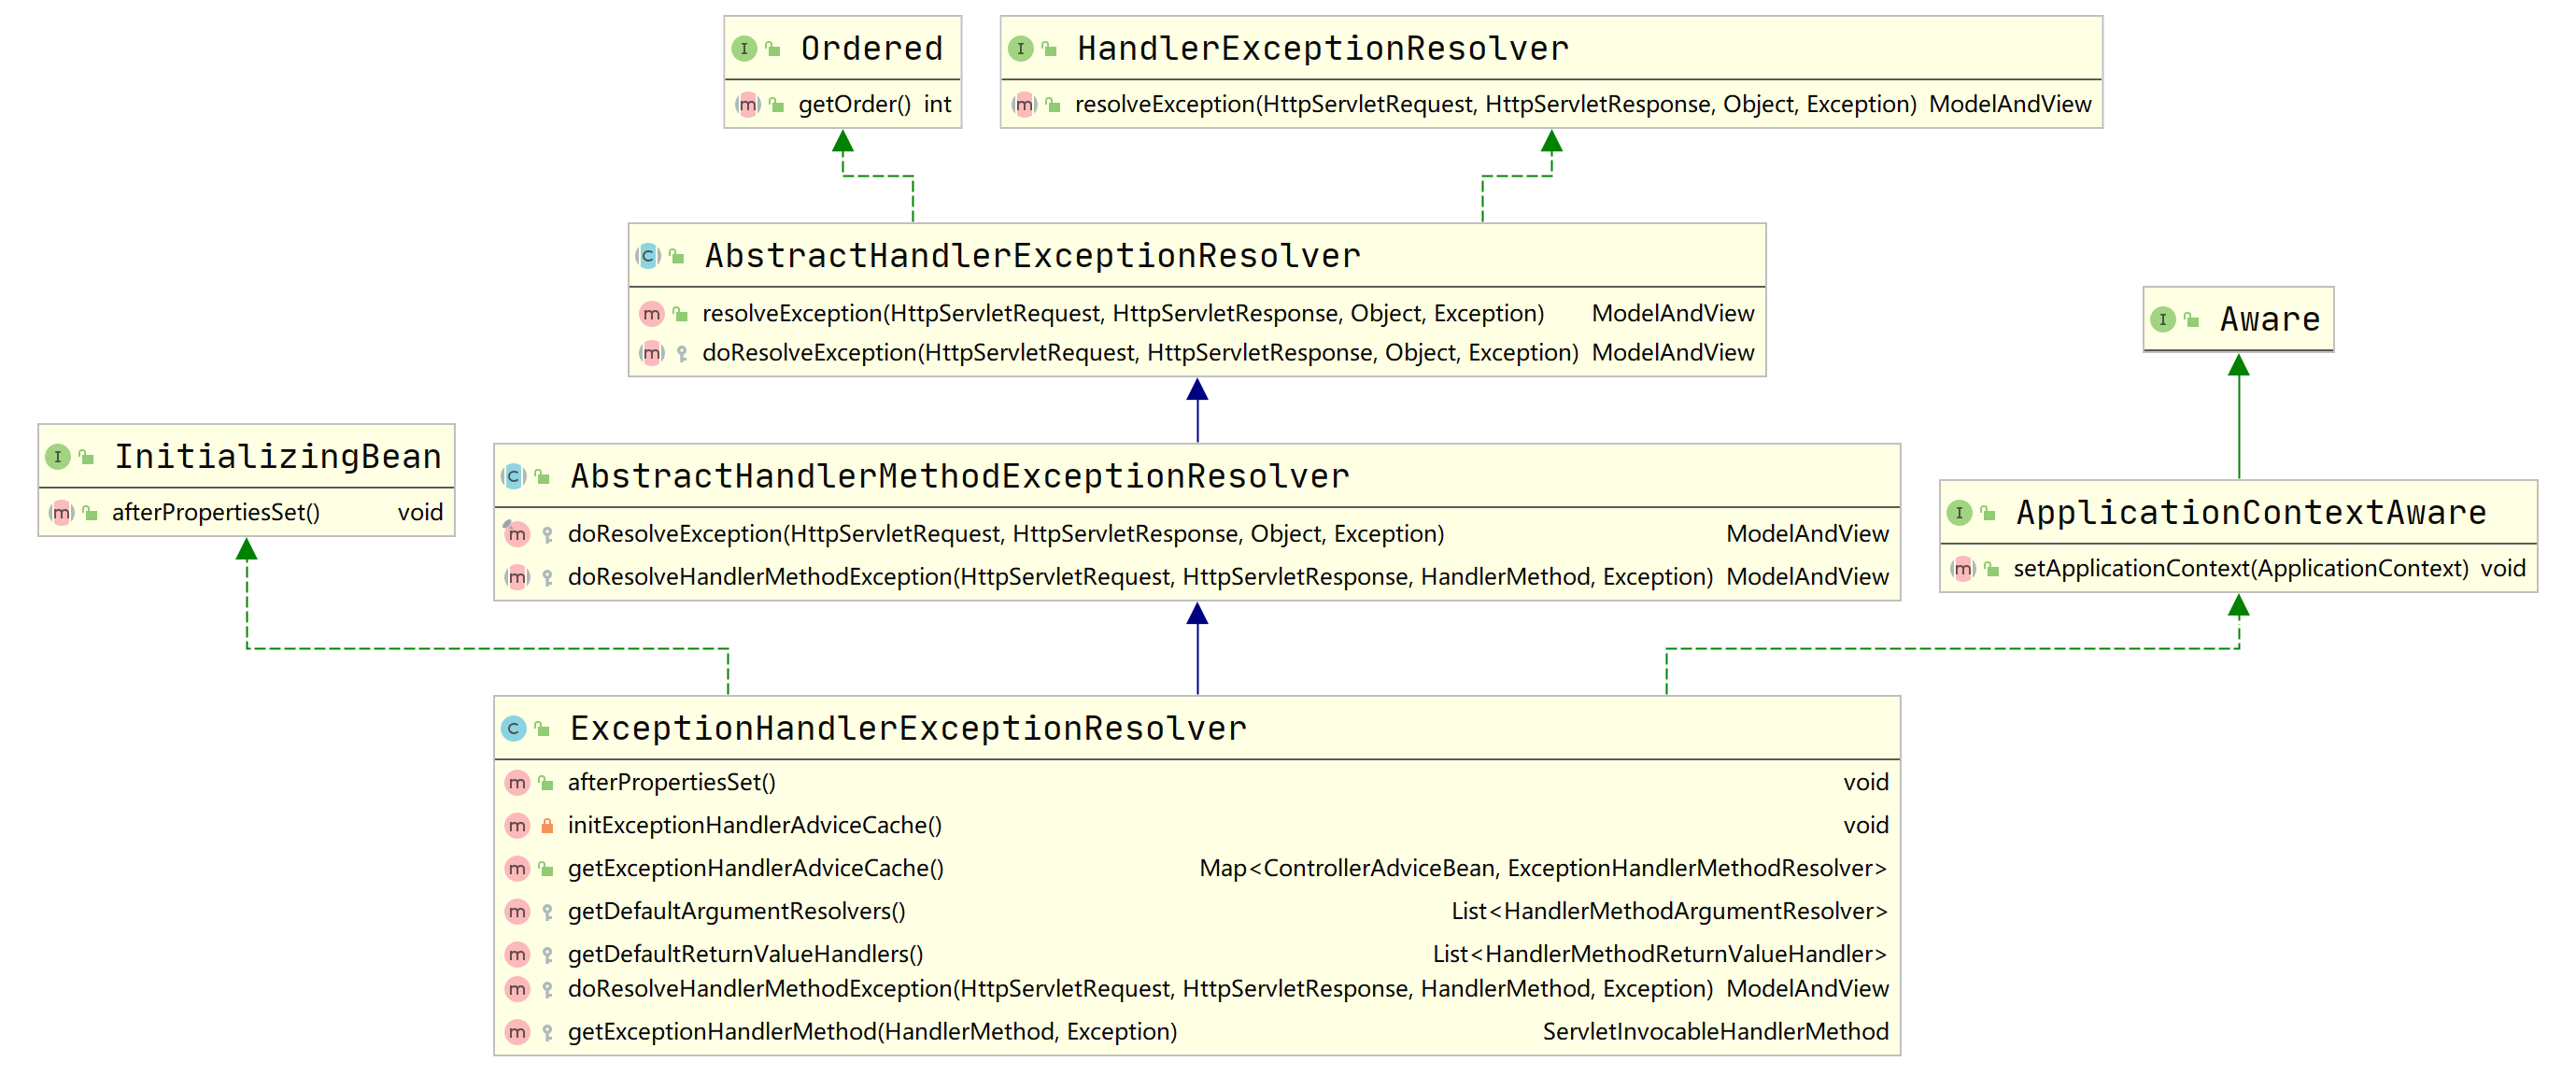 Ordered
getOrder() int
HandlerExceptionResolver
resolveException(HttpServletRequest, HttpServletResponse, Object, Exception) ModelAndView
AbstractHandlerExceptionResolver
resolveException(HttpServletRequest, HttpServletResponse, Object, Exception) ModelAndView
doResolveException(HttpServletRequest, HttpServletResponse, Object, Exception) ModelAndView
Aware
InitializingBean
afterPropertiesSet() void
AbstractHandlerMethodExceptionResolver
doResolveException(HttpServletRequest, HttpServletResponse, Object, Exception) ModelAndView
doResolveHandlerMethodException(HttpServletRequest, HttpServletResponse, HandlerMethod, Exception) ModelAndView
ApplicationContextAware
setApplicationContext(ApplicationContext) void
ExceptionHandlerExceptionResolver
afterPropertiesSet() void
initExceptionHandlerAdviceCache() void
getExceptionHandlerAdviceCache() Map<ControllerAdviceBean, ExceptionHandlerMethodResolver>
getDefaultArgumentResolvers() List<HandlerMethodArgumentResolver>
getDefaultReturnValueHandlers() List<HandlerMethodReturnValueHandler>
doResolveHandlerMethodException(HttpServletRequest, HttpServletResponse, HandlerMethod, Exception) ModelAndView
getExceptionHandlerMethod(HandlerMethod, Exception) ServletInvocableHandlerMethod